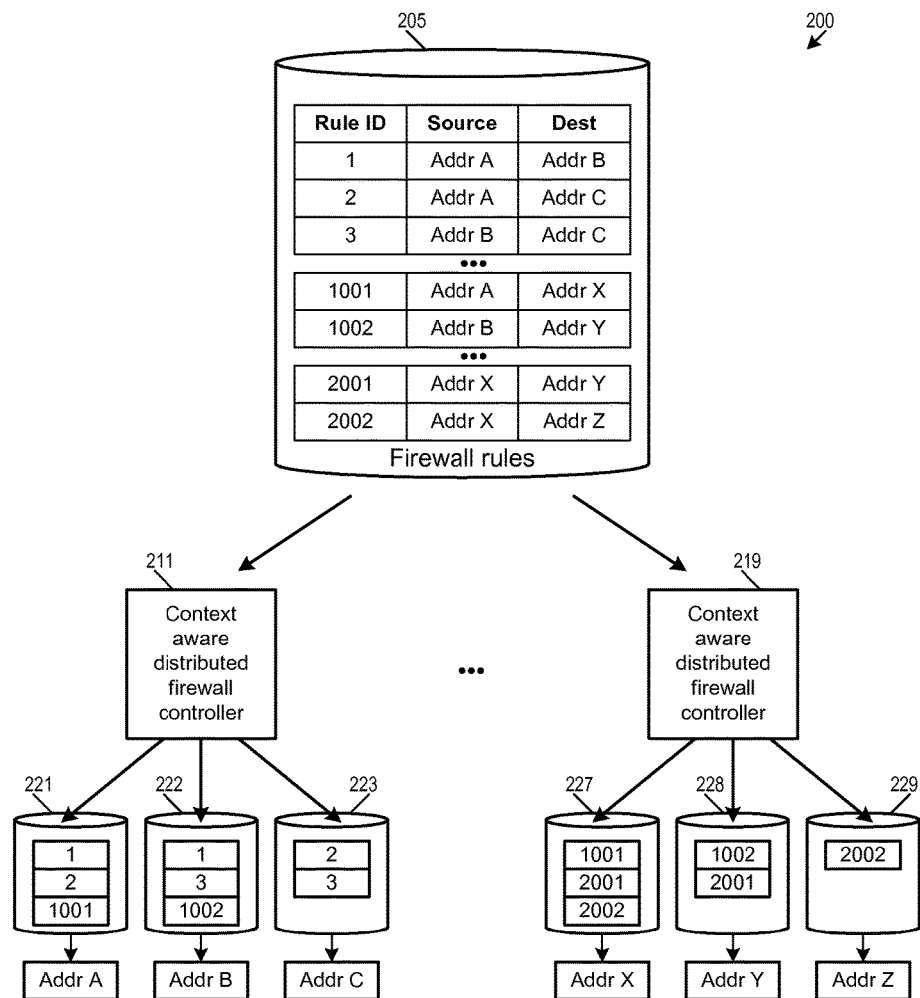 205
200
Rule ID Source Dest
1 Addr A Addr B
2 Addr A Addr C
3 Addr B Addr C
•••
1001 Addr A Addr X
1002 Addr B Addr Y
•••
2001 Addr X Addr Y
2002 Addr X Addr Z
Firewall rules
211
Context
aware
distributed
firewall
controller
•••
219
Context
aware
distributed
firewall
controller
221
1
2
1001
Addr A
222
1
3
1002
Addr B
223
2
3
Addr C
227
1001
2001
2002
Addr X
228
1002
2001
Addr Y
229
2002
Addr Z